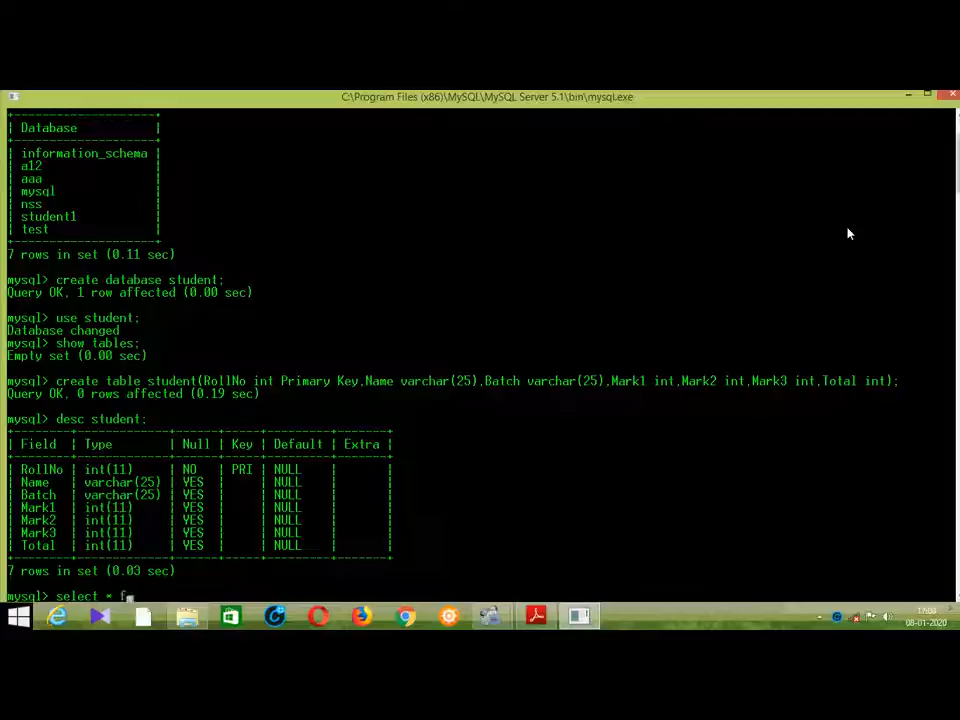 C:\Program Files (x86)\MySQL\MySQL Server 5.1\bin\mysql.exe
| Database |
| information_schema |
| a12 |
| aaa |
| mysql |
| nss |
| student1 |
| test |
7 rows in set (0.11 sec)
mysql> create database student;
Query OK, 1 row affected (0.00 sec)
mysql> use student;
Database changed
mysql> show tables;
Empty set (0.00 sec)
mysql> create table student(RollNo int Primary Key,Name varchar(25),Batch varchar(25),Mark1 int,Mark2 int,Mark3 int,Total int);
Query OK, 0 rows affected (0.19 sec)
mysql> desc student;
| Field | Type | Null | Key | Default | Extra |
| RollNo | int(11) | NO | PRI | NULL | |
| Name | varchar(25) | YES | | NULL | |
| Batch | varchar(25) | YES | | NULL | |
| Mark1 | int(11) | YES | | NULL | |
| Mark2 | int(11) | YES | | NULL | |
| Mark3 | int(11) | YES | | NULL | |
| Total | int(11) | YES | | NULL | |
7 rows in set (0.03 sec)
mysql> select * f
08-01-2020